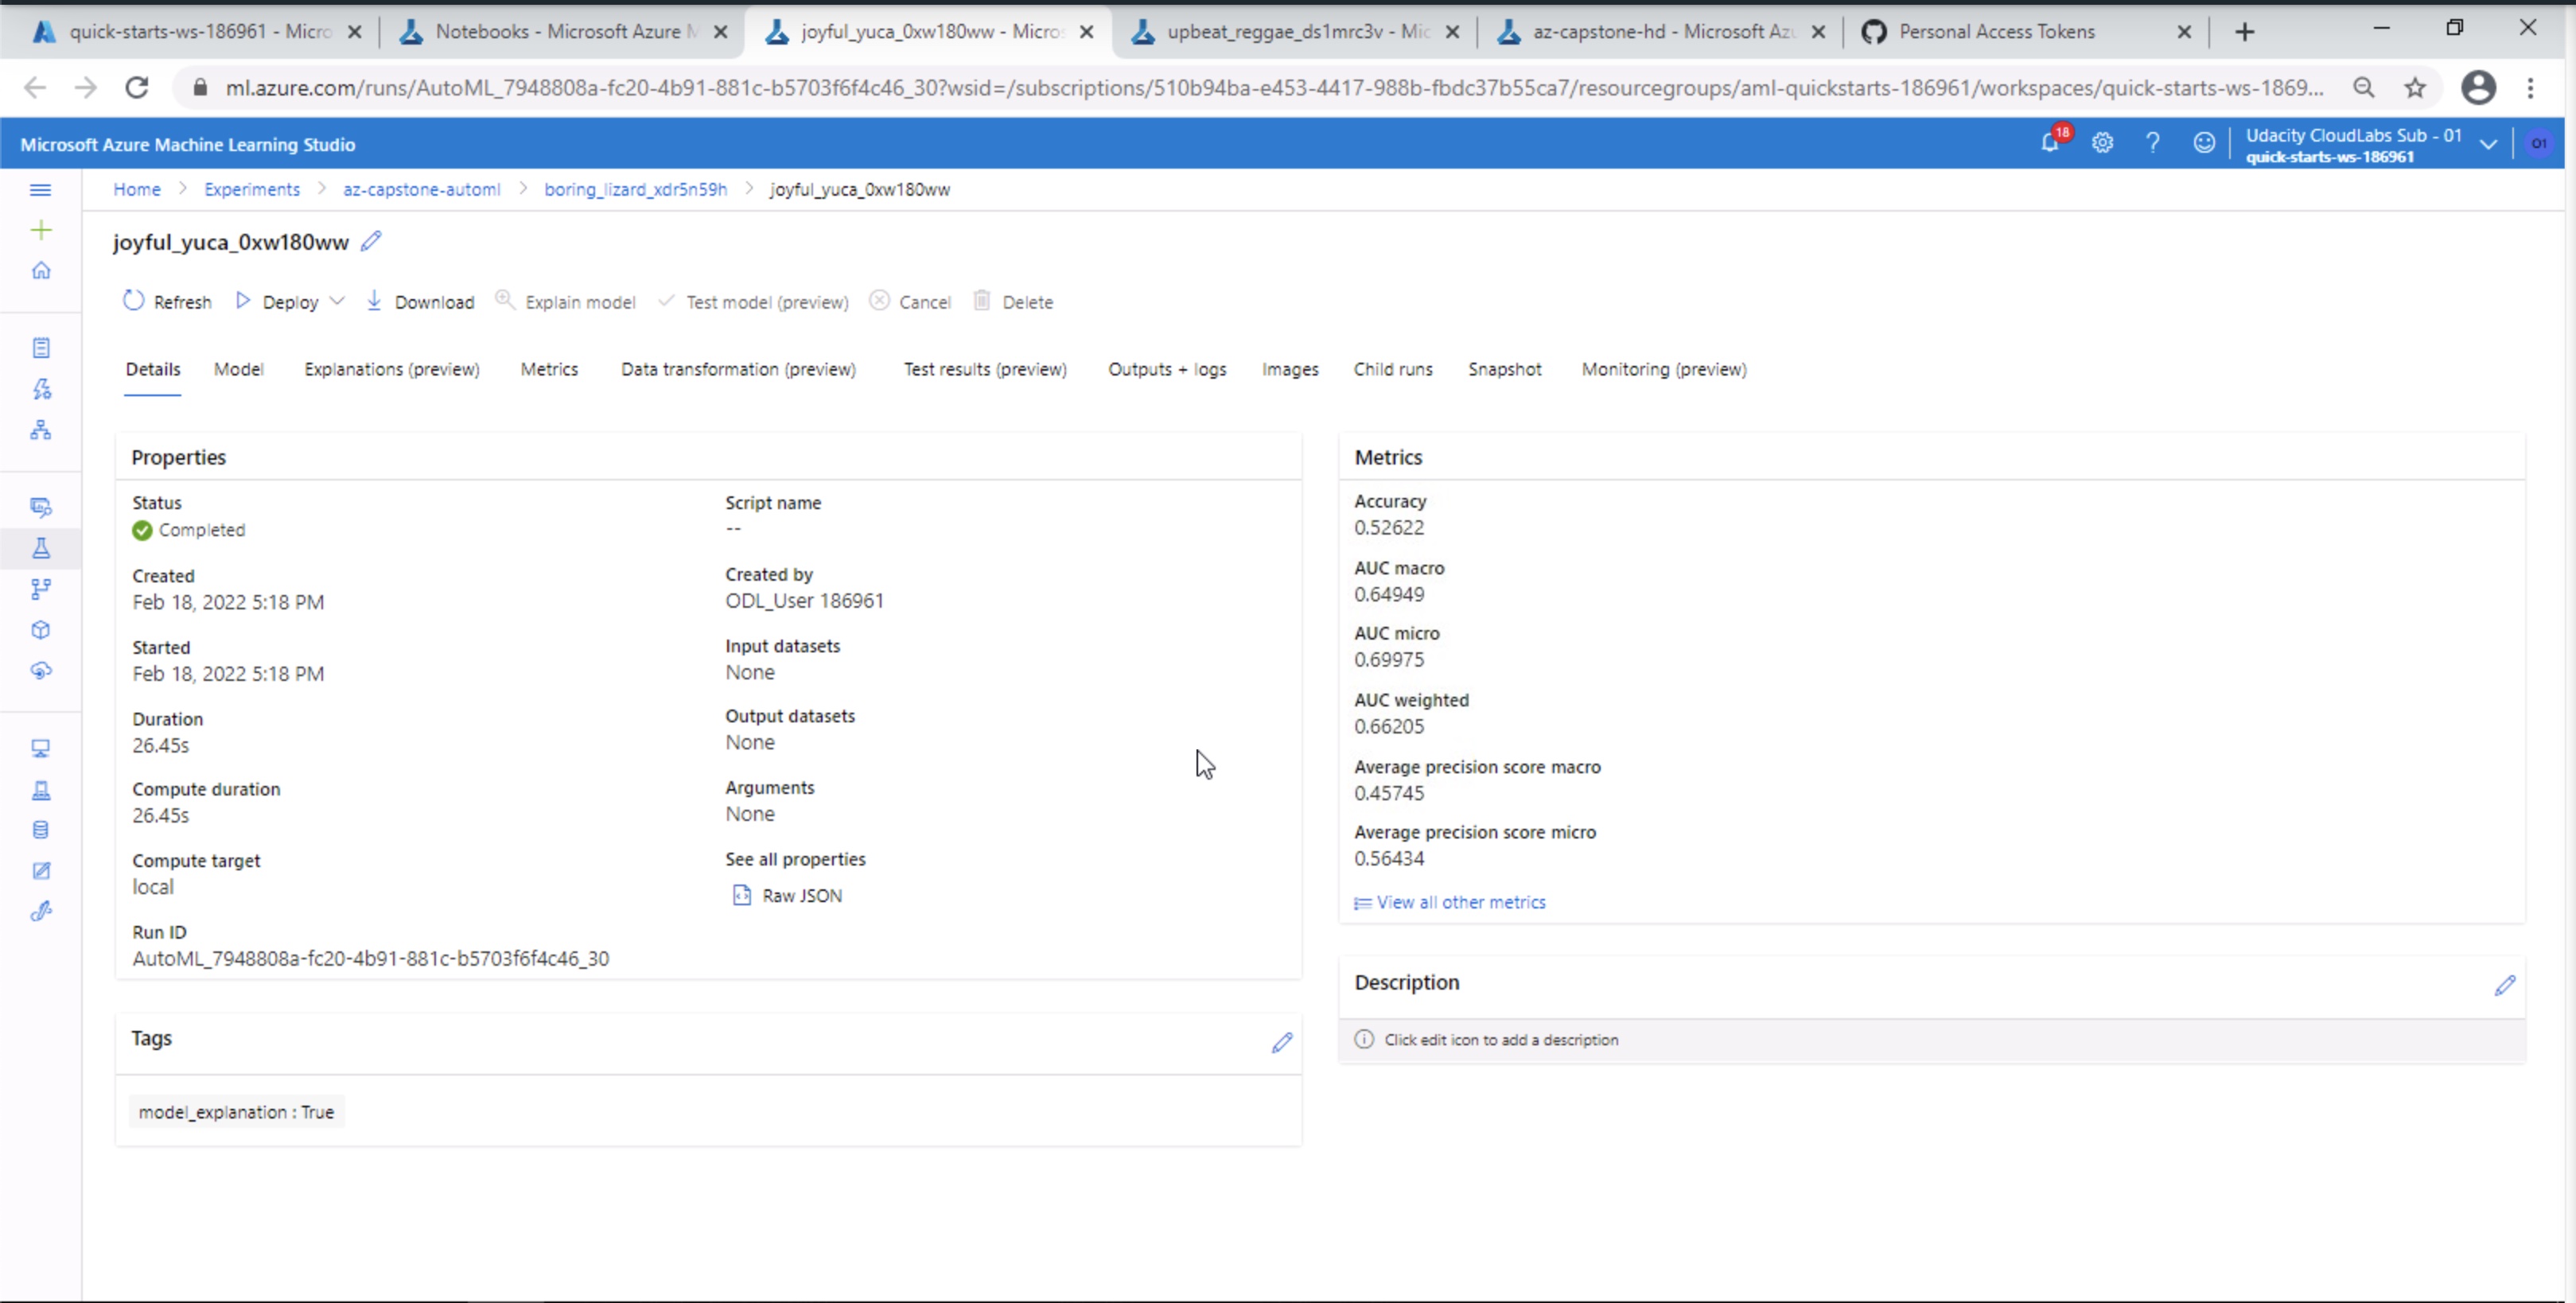 quick-starts-ws-186961 - Micro
Notebooks - Microsoft Azure M
joyful_yuca_0xw180ww - Micros
upbeat_reggae_ds1mrc3v - Mic
az-capstone-hd - Microsoft Azu
Personal Access Tokens
ml.azure.com/runs/AutoML_7948808a-fc20-4b91-881c-b5703f6f4c46_30?wsid=/subscriptions/510b94ba-e453-4417-988b-fbdc37b55ca7/resourcegroups/aml-quickstarts-186961/workspaces/quick-starts-ws-1869...
Microsoft Azure Machine Learning Studio
18
Udacity CloudLabs Sub - 01
quick-starts-ws-186961
O1
Home > Experiments > az-capstone-automl > boring_lizard_xdr5n59h > joyful_yuca_0xw180ww
joyful_yuca_0xw180ww
Refresh Deploy Download Explain model Test model (preview) Cancel Delete
Details Model Explanations (preview) Metrics Data transformation (preview) Test results (preview) Outputs + logs Images Child runs Snapshot Monitoring (preview)
Properties
Status
Completed
Created
Feb 18, 2022 5:18 PM
Started
Feb 18, 2022 5:18 PM
Duration
26.45s
Compute duration
26.45s
Compute target
local
Run ID
AutoML_7948808a-fc20-4b91-881c-b5703f6f4c46_30
Script name
--
Created by
ODL_User 186961
Input datasets
None
Output datasets
None
Arguments
None
See all properties
Raw JSON
Metrics
Accuracy
0.52622
AUC macro
0.64949
AUC micro
0.69975
AUC weighted
0.66205
Average precision score macro
0.45745
Average precision score micro
0.56434
View all other metrics
Description
Click edit icon to add a description
Tags
model_explanation : True